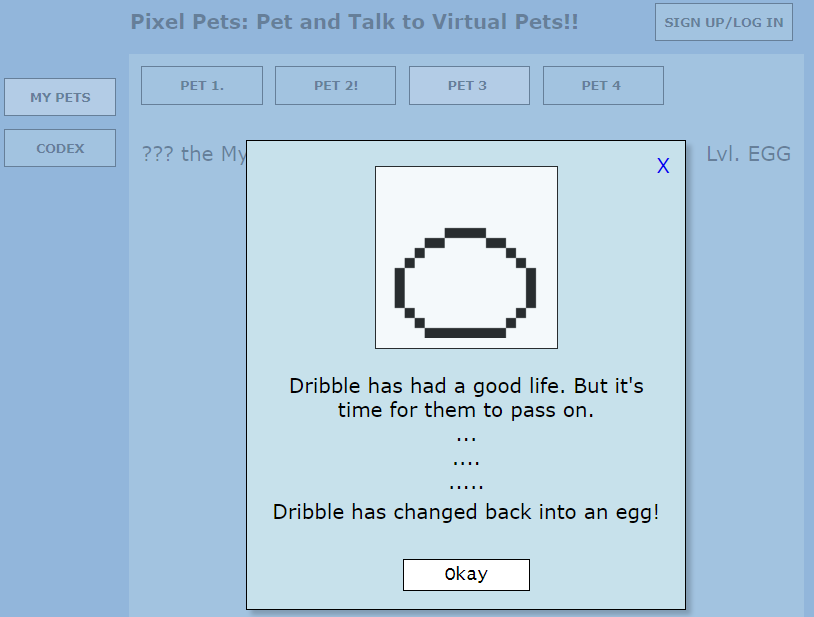 Pixel Pets: Pet and Talk to Virtual Pets!!
SIGN UP/LOG IN
MY PETS
CODEX
PET 1.
PET 2!
PET 3
PET 4
??? the My
Lvl. EGG
X
Dribble has had a good life. But it's
time for them to pass on.
...
....
.....
Dribble has changed back into an egg!
Okay